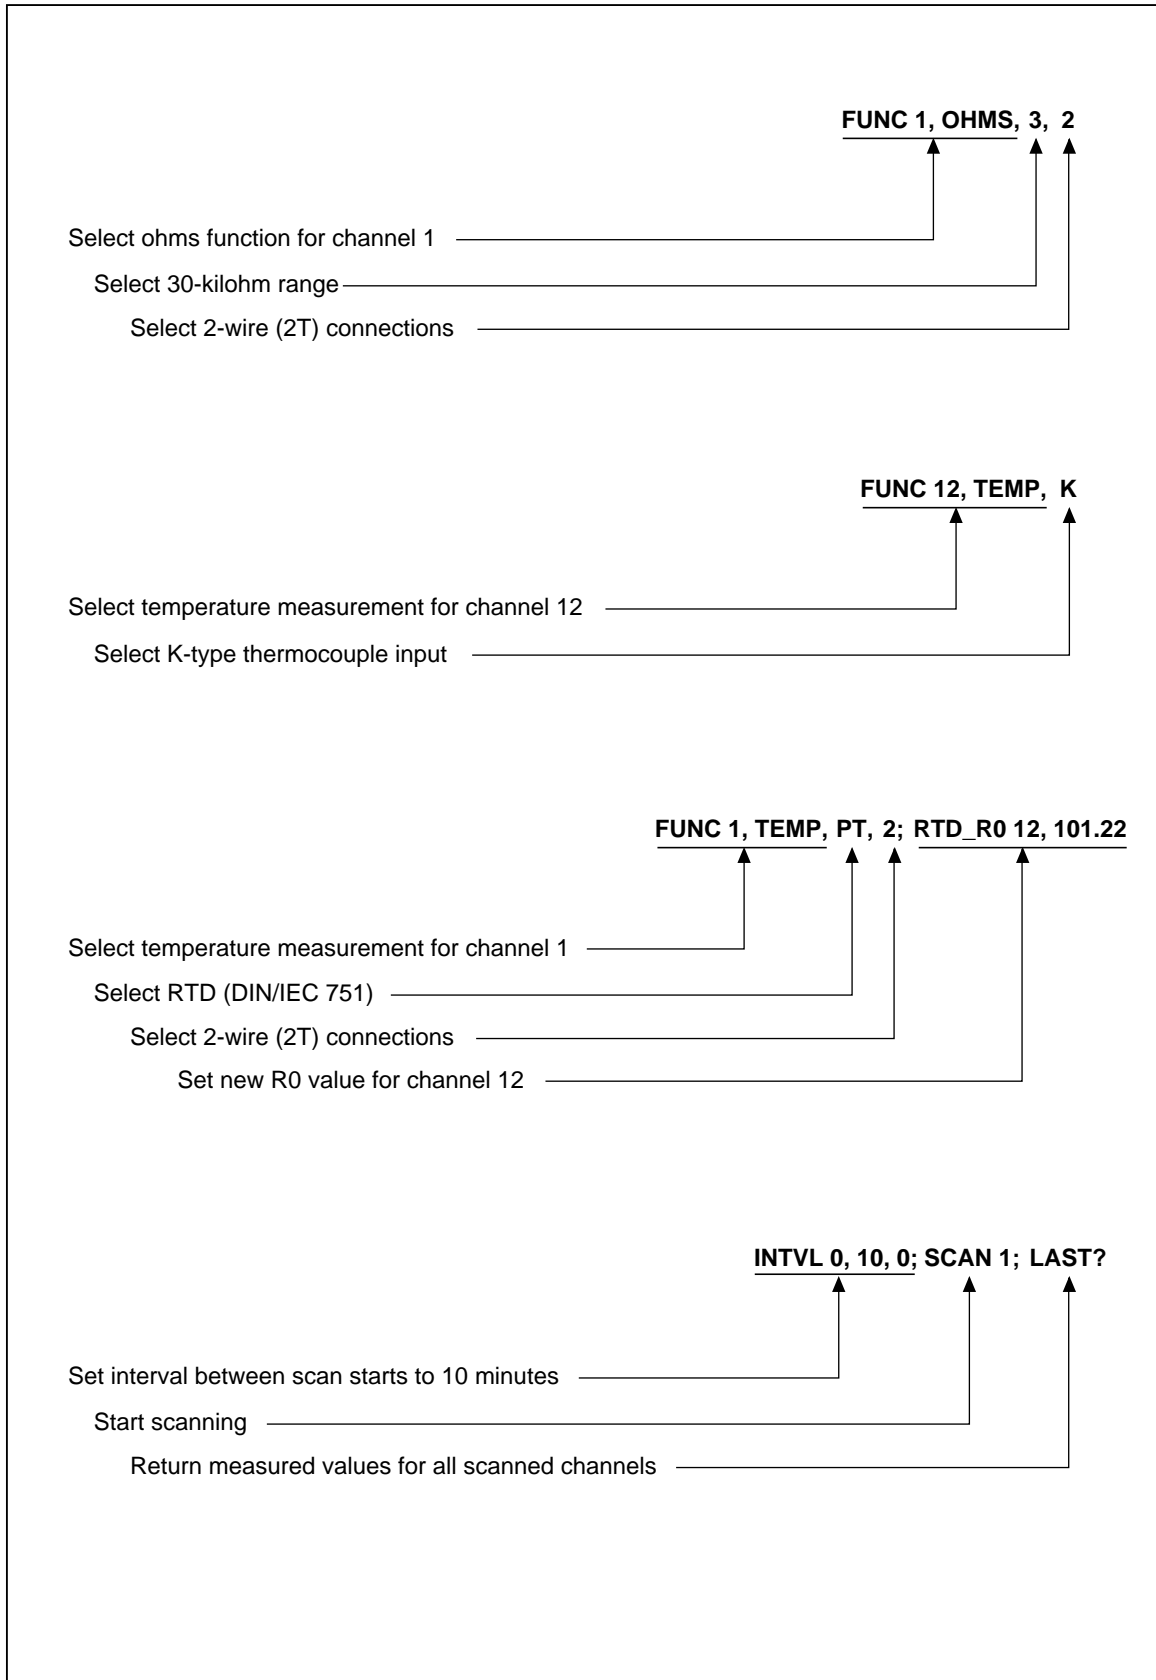 FUNC 1, OHMS, 3, 2
Select ohms function for channel 1
Select 30-kilohm range
Select 2-wire (2T) connections
FUNC 12, TEMP, K
Select temperature measurement for channel 12
Select K-type thermocouple input
FUNC 1, TEMP, PT, 2; RTD_R0 12, 101.22
Select temperature measurement for channel 1
Select RTD (DIN/IEC 751)
Select 2-wire (2T) connections
Set new R0 value for channel 12
INTVL 0, 10, 0; SCAN 1; LAST?
Set interval between scan starts to 10 minutes
Start scanning
Return measured values for all scanned channels